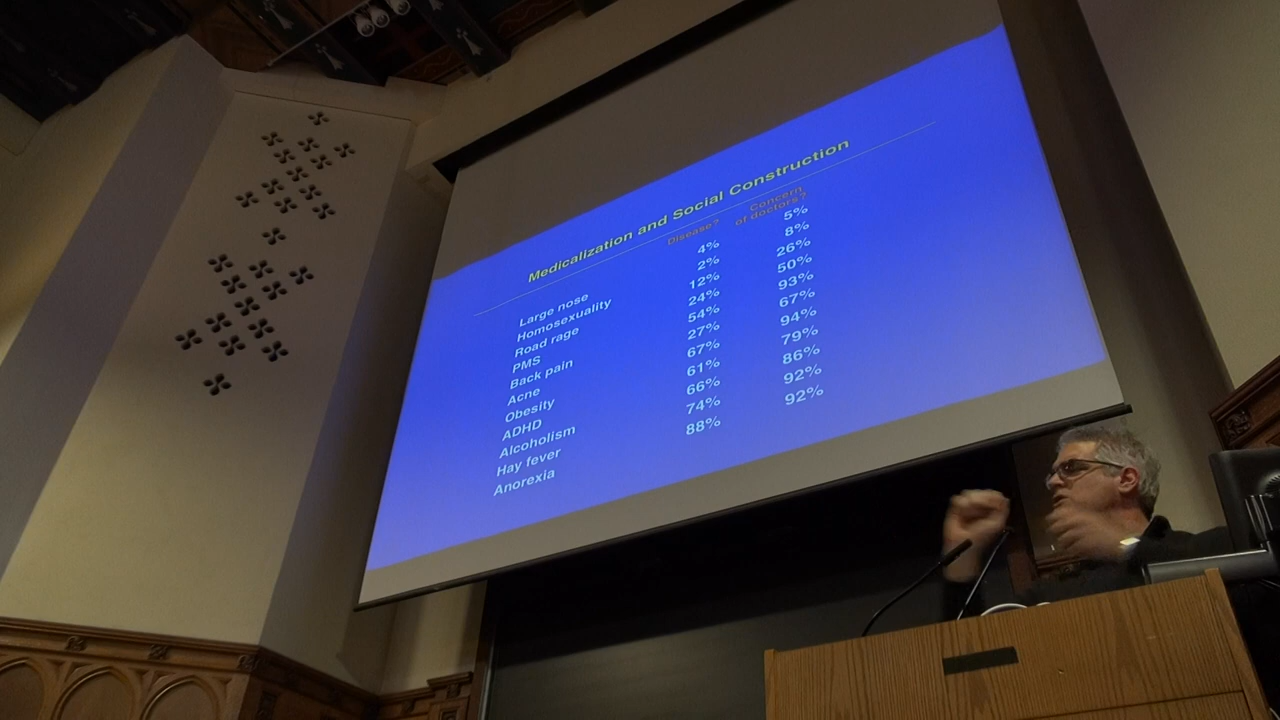 Medicalization and Social Construction
Disease? Concern of doctors?
Large nose 4% 5%
Homosexuality 2% 8%
Road rage 12% 26%
PMS 24% 50%
Back pain 54% 93%
Acne 27% 67%
Obesity 67% 94%
ADHD 61% 79%
Alcoholism 66% 86%
Hay fever 74% 92%
Anorexia 88% 92%